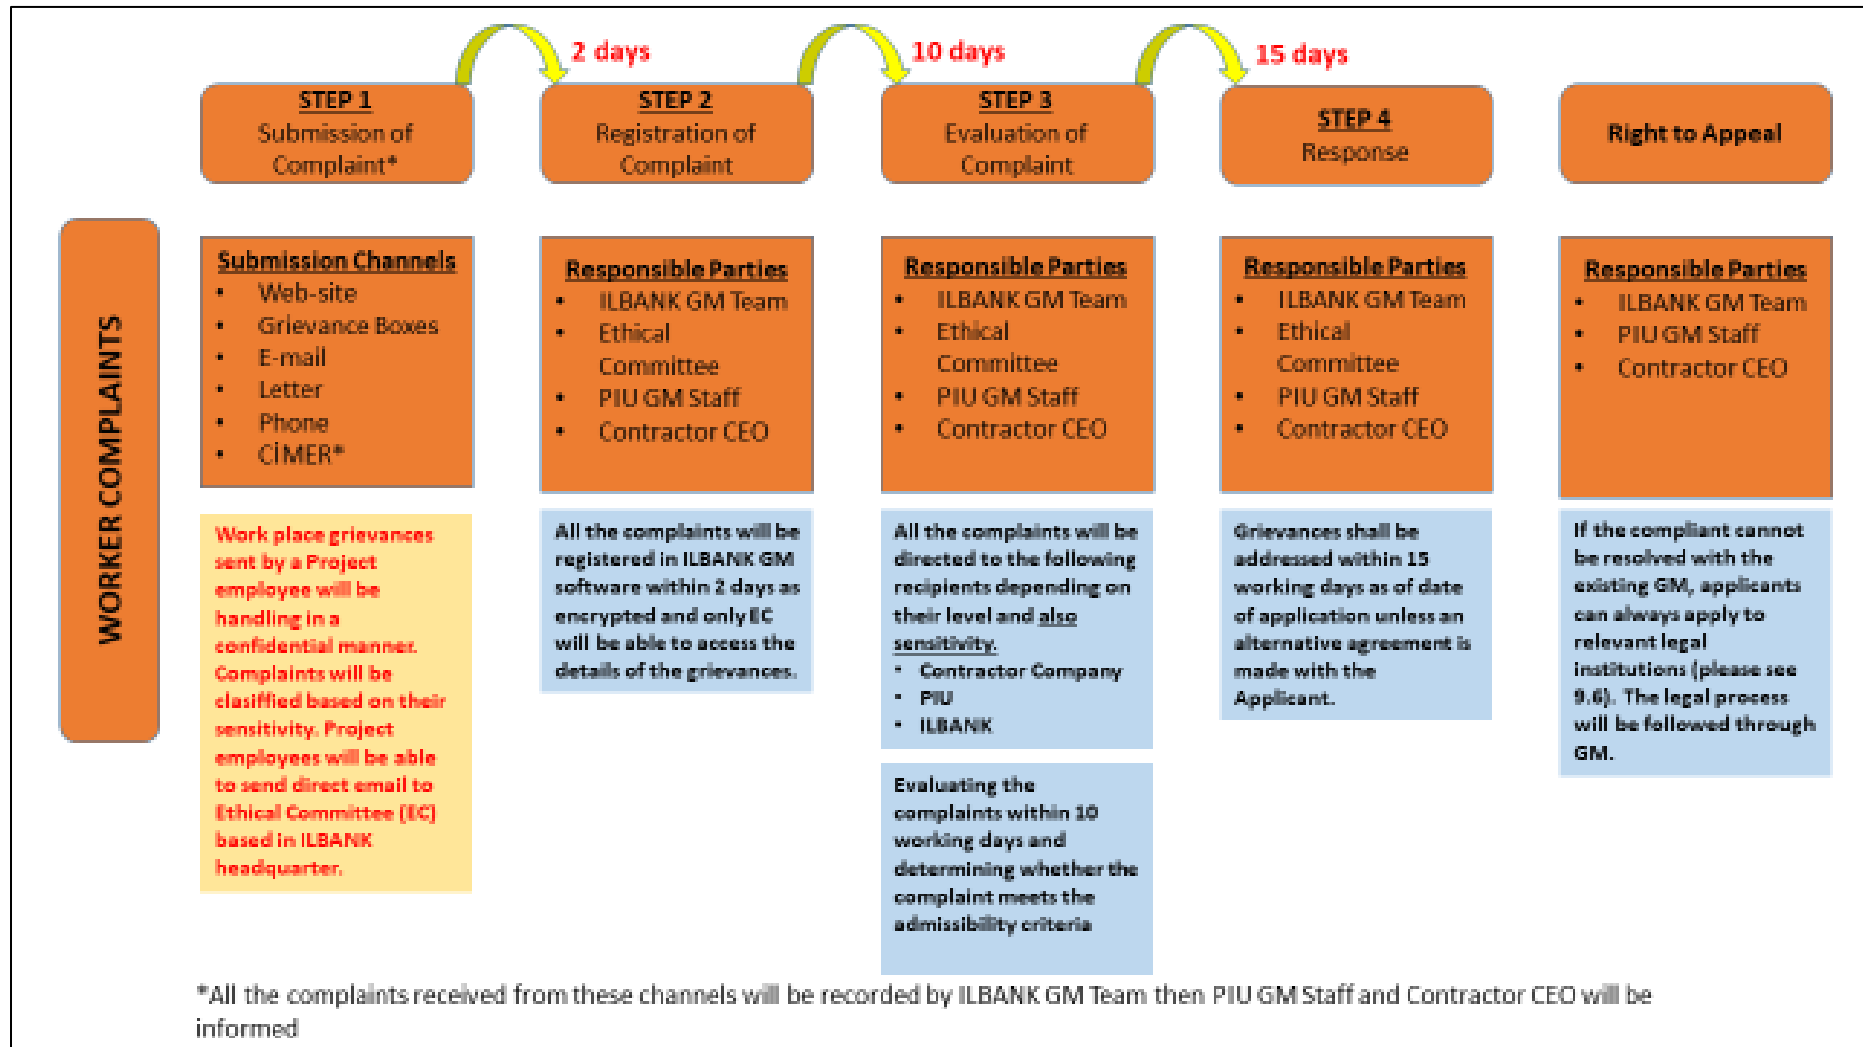 2 days
10 days
15 days
STEP 1
Submission of
Complaint*
STEP 2
Registration of
Complaint
STEP 3
Evaluation of
Complaint
STEP 4
Response
Right to Appeal
WORKER COMPLAINTS
Submission Channels
• Web-site
• Grievance Boxes
• E-mail
• Letter
• Phone
• CİMER*
Work place grievances
sent by a Project
employee will be
handling in a
confidential manner.
Complaints will be
clasiffied based on their
sensitivity. Project
employees will be able
to send direct email to
Ethical Committee (EC)
based in ILBANK
headquarter.
Responsible Parties
• ILBANK GM Team
• Ethical
Committee
• PIU GM Staff
• Contractor CEO
All the complaints will be
registered in ILBANK GM
software within 2 days as
encrypted and only EC
will be able to access the
details of the grievances.
Responsible Parties
• ILBANK GM Team
• Ethical
Committee
• PIU GM Staff
• Contractor CEO
All the complaints will be
directed to the following
recipients depending on
their level and also
sensitivity.
• Contractor Company
• PIU
• ILBANK
Evaluating the
complaints within 10
working days and
determining whether the
complaint meets the
admissibility criteria
Responsible Parties
• ILBANK GM Team
• Ethical
Committee
• PIU GM Staff
• Contractor CEO
Grievances shall be
addressed within 15
working days as of date
of application unless an
alternative agreement is
made with the
Applicant.
Responsible Parties
• ILBANK GM Team
• PIU GM Staff
• Contractor CEO
If the compliant cannot
be resolved with the
existing GM, applicants
can always apply to
relevant legal
institutions (please see
9.6). The legal process
will be followed through
GM.
*All the complaints received from these channels will be recorded by ILBANK GM Team then PIU GM Staff and Contractor CEO will be
informed